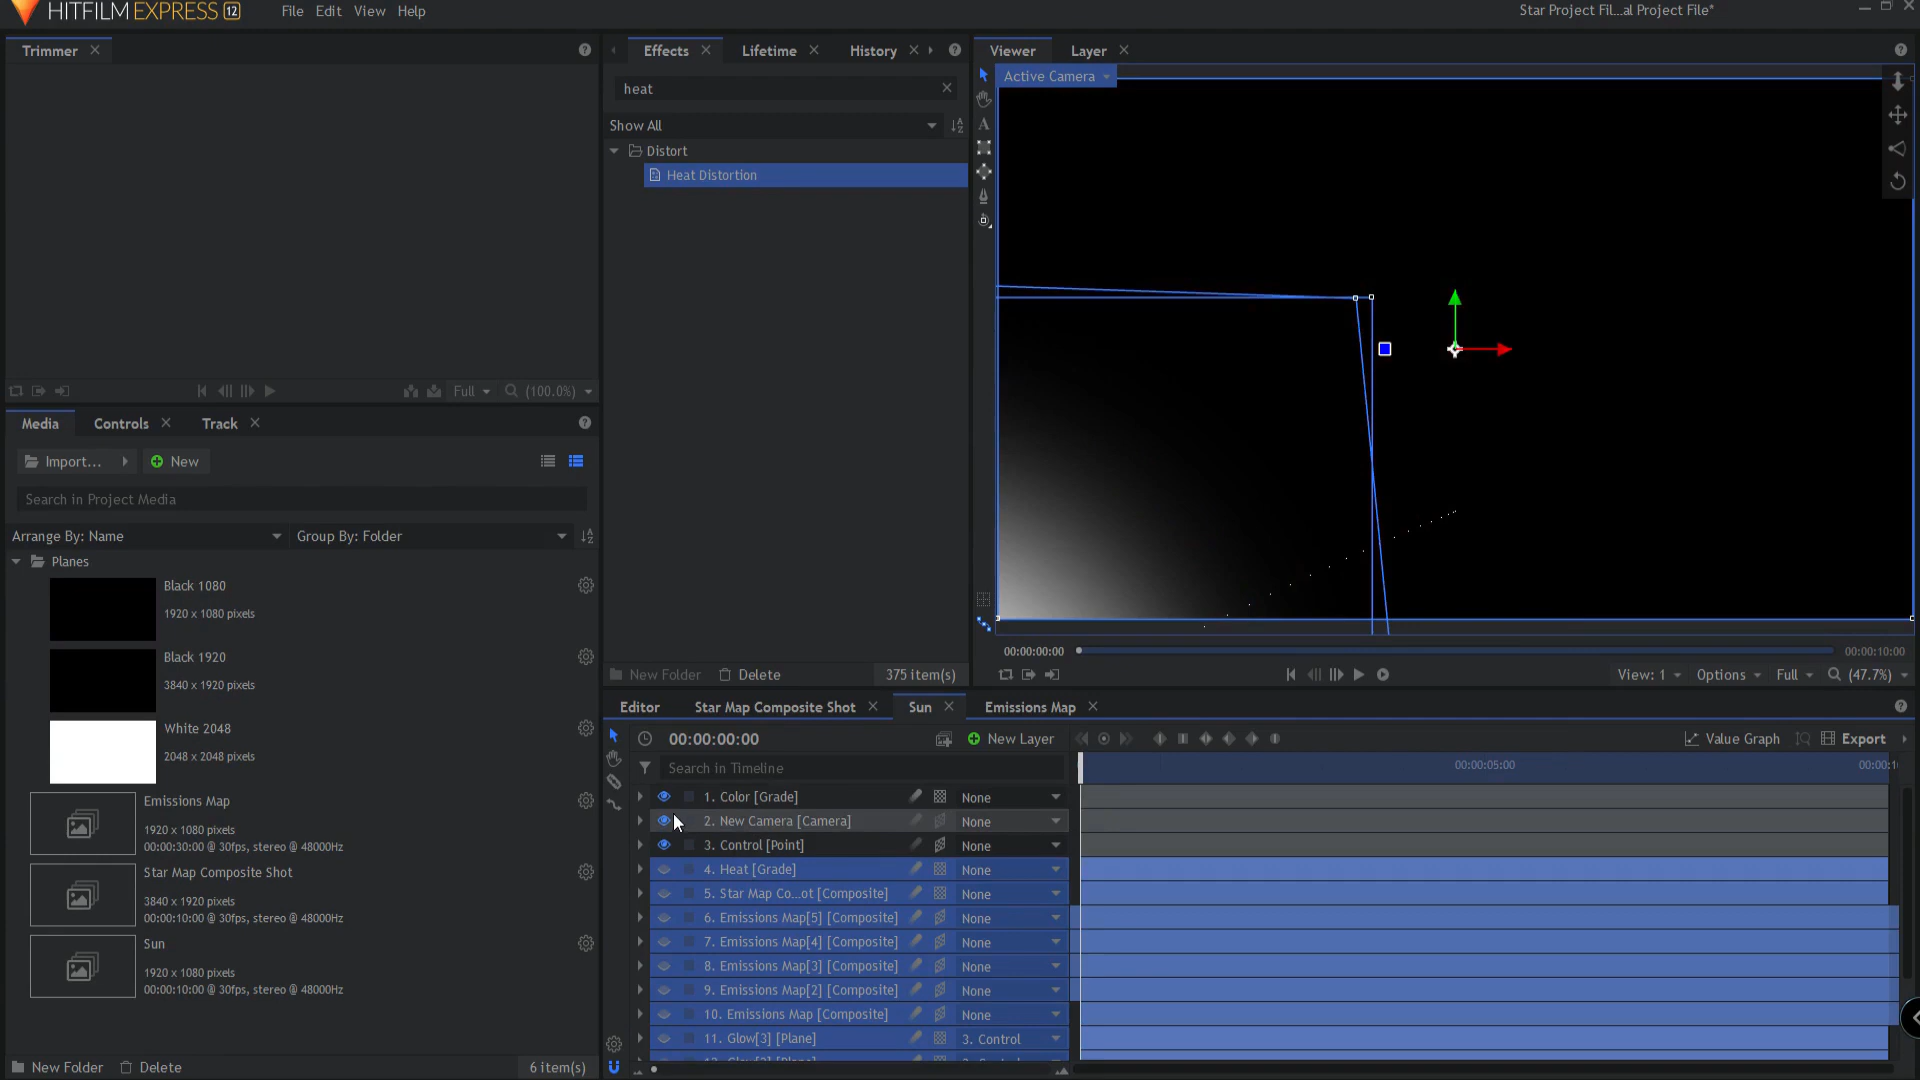 HITFILM EXPRESS 12
File Edit View Help
Star Project Fil...al Project File*
Trimmer
Effects
Lifetime
History
Viewer
Layer
heat
Active Camera
Show All
Distort
Heat Distortion
Full
(100.0%)
Media
Controls
Track
Import...
New
Search in Project Media
Arrange By: Name
Group By: Folder
Planes
Black 1080
1920 x 1080 pixels
Black 1920
3840 x 1920 pixels
White 2048
2048 x 2048 pixels
Emissions Map
1920 x 1080 pixels
00:00:30:00 @ 30fps, stereo @ 48000Hz
Star Map Composite Shot
3840 x 1920 pixels
00:00:10:00 @ 30fps, stereo @ 48000Hz
Sun
1920 x 1080 pixels
00:00:10:00 @ 30fps, stereo @ 48000Hz
New Folder
Delete
6 item(s)
New Folder
Delete
375 item(s)
00:00:00:00
00:00:10:00
View: 1
Options
Full
(47.7%)
Editor
Star Map Composite Shot
Sun
Emissions Map
00:00:00:00
New Layer
Value Graph
Export
Search in Timeline
00:00:05:00
00:00:1
1. Color [Grade] None
2. New Camera [Camera] None
3. Control [Point] None
4. Heat [Grade] None
5. Star Map Co...ot [Composite] None
6. Emissions Map[5] [Composite] None
7. Emissions Map[4] [Composite] None
8. Emissions Map[3] [Composite] None
9. Emissions Map[2] [Composite] None
10. Emissions Map [Composite] None
11. Glow[3] [Plane] 3. Control